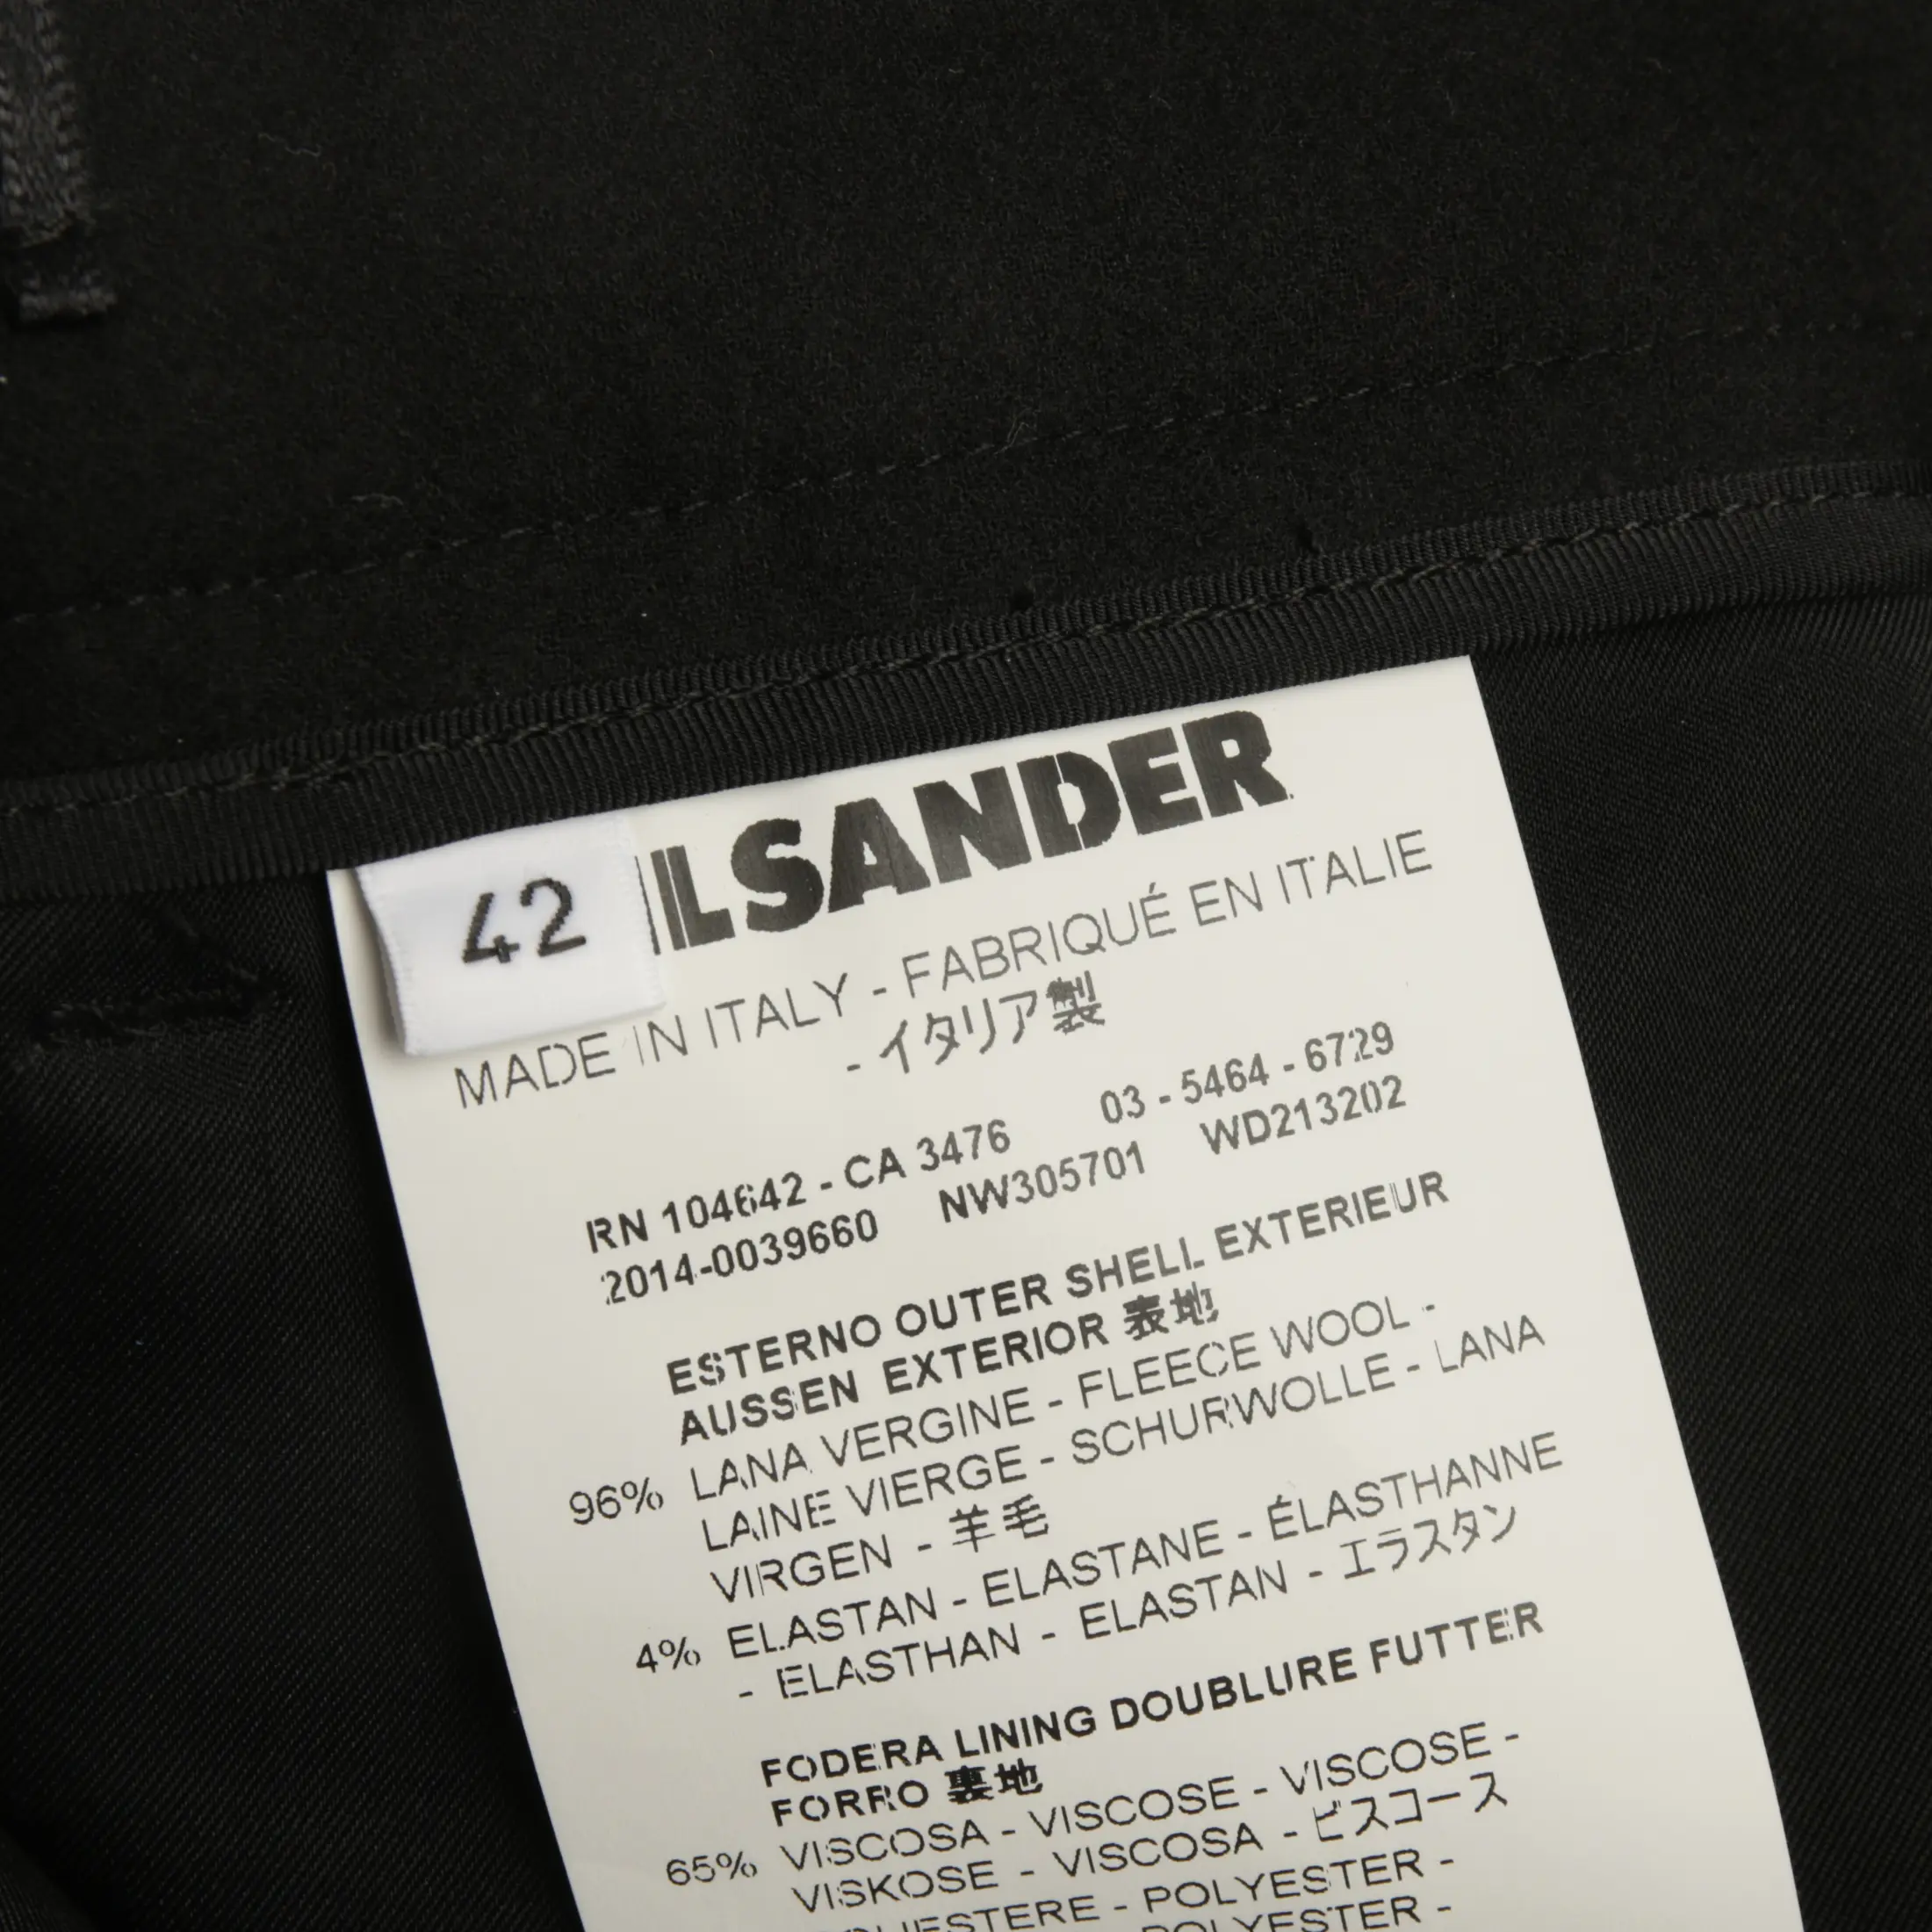 42
ILSANDER
MADE IN ITALY - FABRIQUÉ EN ITALIE
- イタリア製
RN 104642 - CA 3476 03 - 5464 - 6729
2014-0039660 NW305701 WD213202
ESTERNO OUTER SHELL EXTERIEUR
AUSSEN EXTERIOR 表地
96% LANA VERGINE - FLEECE WOOL -
LAINE VIERGE - SCHURWOLLE - LANA
VIRGEN - 羊毛
4% ELASTAN - ELASTANE - ÉLASTHANNE
- ELASTHAN - ELASTAN - エラスタン
FODERA LINING DOUBLURE FUTTER
FORRO 裏地
65% VISCOSA - VISCOSE - VISCOSE -
VISKOSE - VISCOSA - ビスコース
- POLYESTER -
POLYESTER -